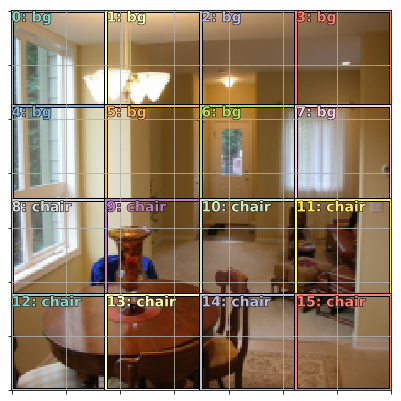 0: bg 1: bg 2: bg 3: bg
4: bg 5: bg 6: bg 7: bg
8: chair 9: chair 10: chair 11: chair
12: chair 13: chair 14: chair 15: chair